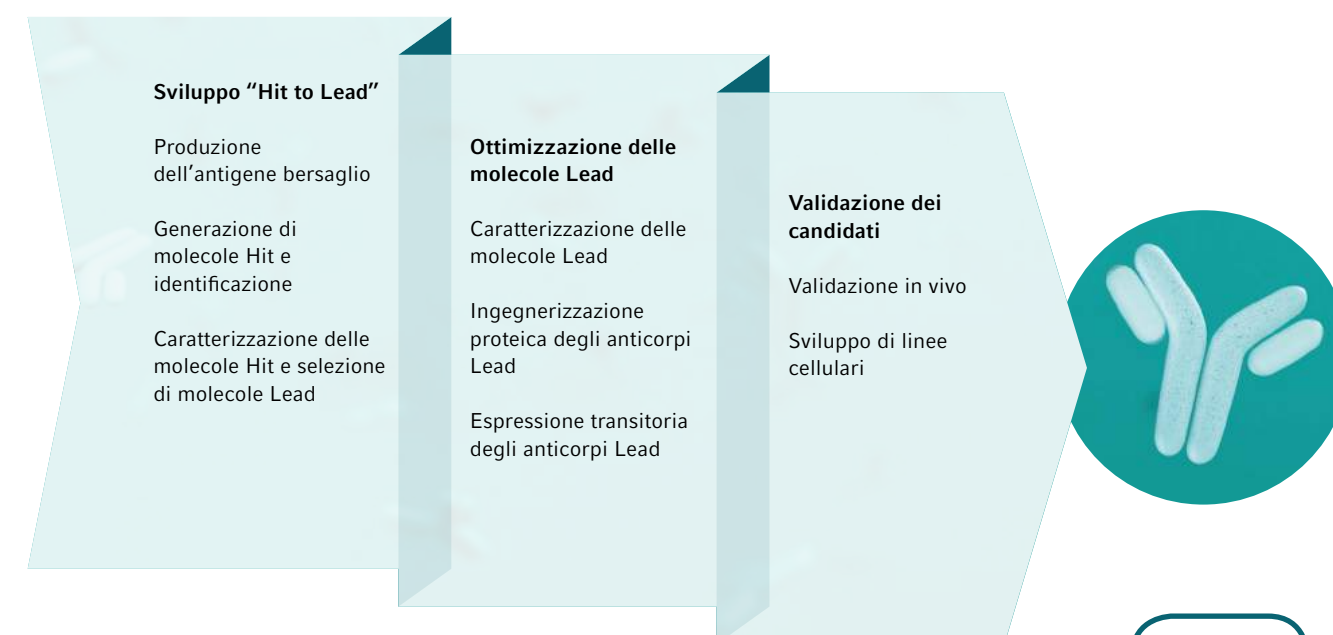 Sviluppo “Hit to Lead”
Produzione
dell’antigene bersaglio
Generazione di
molecole Hit e
identificazione
Caratterizzazione delle
molecole Hit e selezione
di molecole Lead
Ottimizzazione delle
molecole Lead
Caratterizzazione delle
molecole Lead
Ingegnerizzazione
proteica degli anticorpi
Lead
Espressione transitoria
degli anticorpi Lead
Validazione dei
candidati
Validazione in vivo
Sviluppo di linee
cellulari